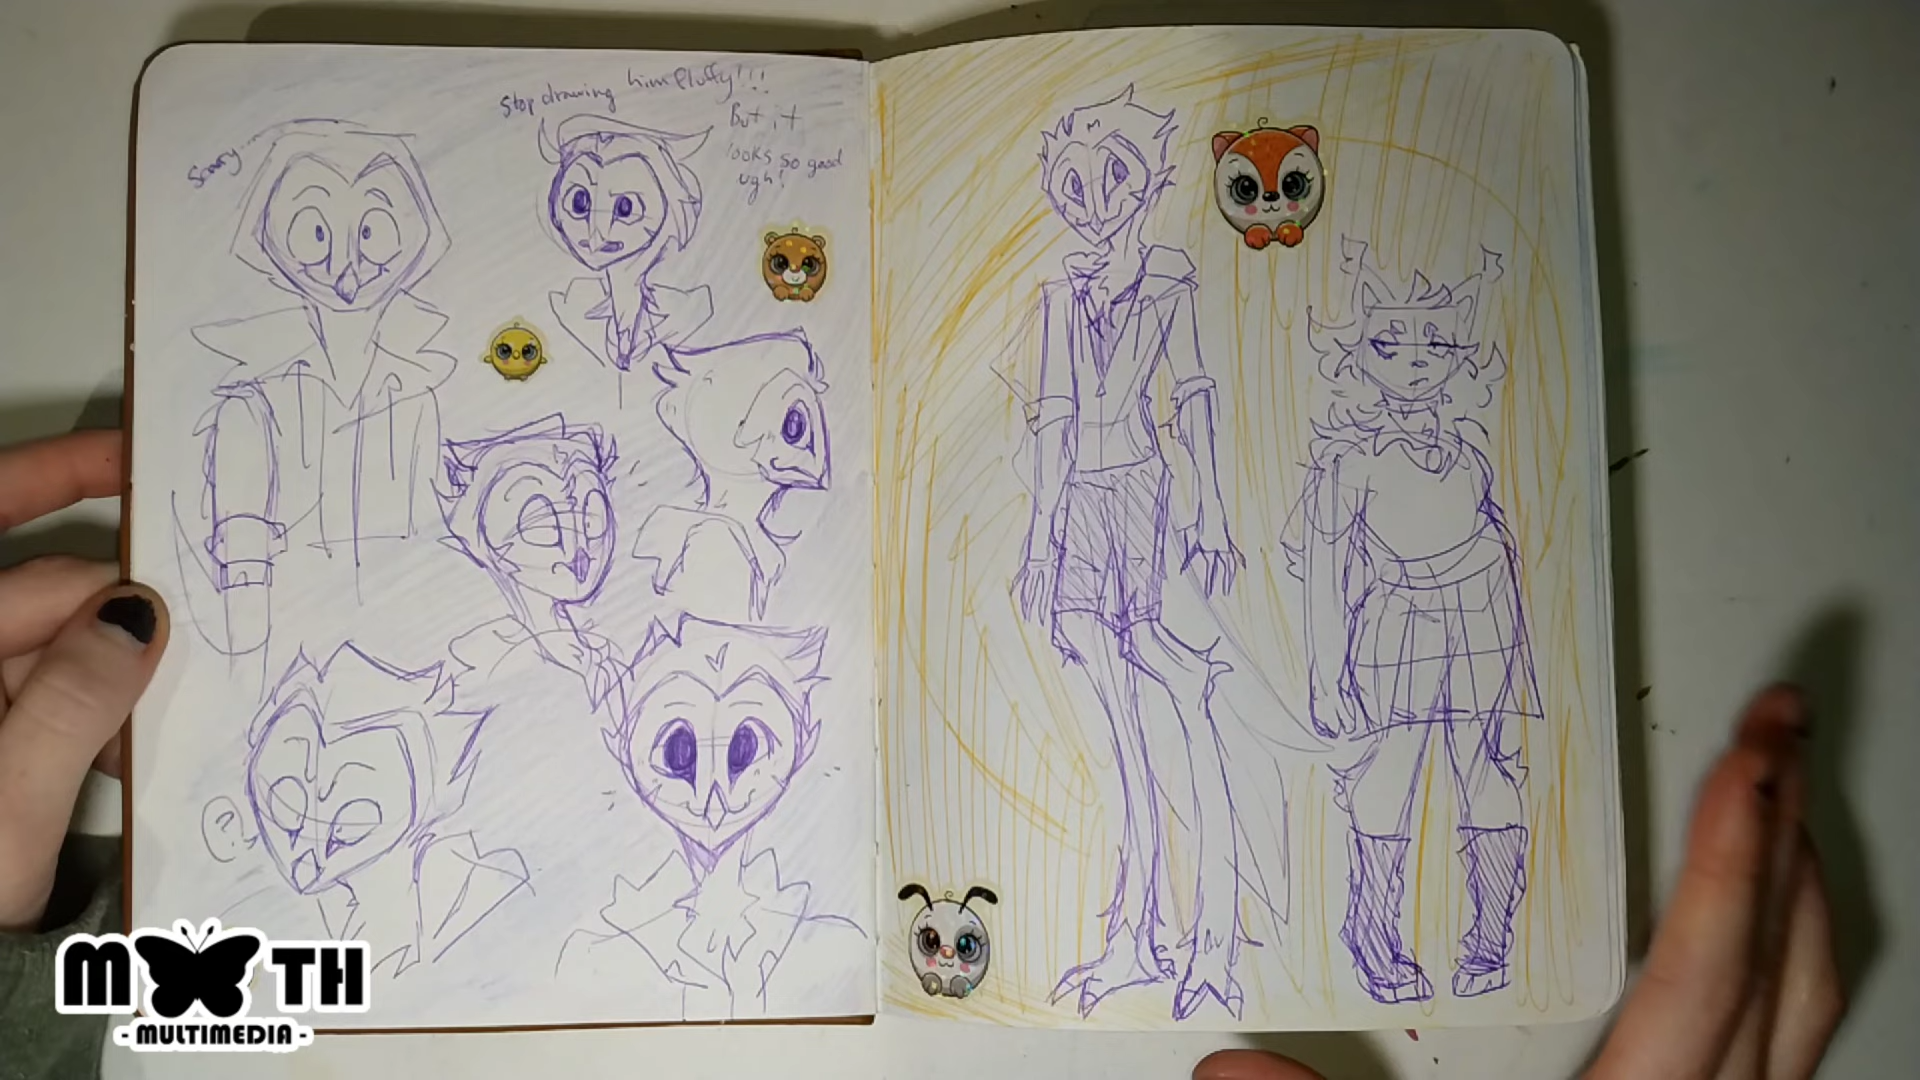 Stop drawing him fluffy!!!
But it
looks so good
ugh!
Sorry...
?
MOTH
- MULTIMEDIA -